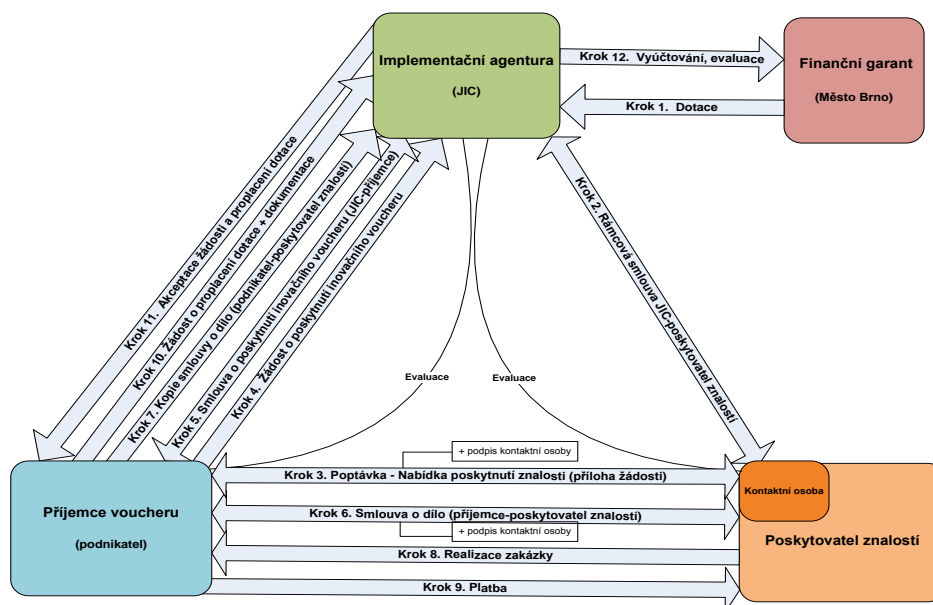 Implementační agentura
(JIC)
Krok 12.  Vyúčtování, evaluace
Krok 1.  Dotace
Finanční garant
(Město Brno)
Krok 11.  Akceptace žádosti a proplacení dotace
Krok 10. Žádost o proplacení dotace + dokumentace
Krok 7. Kopie smlouvy o dílo (podnikatel-poskytovatel znalosti)
Krok 5. Smlouva o poskytnutí inovačního voucheru (JIC-příjemce)
Krok 4.  Žádost o poskytnutí inovačního voucheru
Krok 2. Rámcová smlouva JIC-poskytovatel znalostí
Evaluace
Evaluace
+ podpis kontaktní osoby
Krok 3. Poptávka - Nabídka poskytnutí znalosti (příloha žádostí)
Krok 6. Smlouva o dílo (příjemce-poskytovatel znalostí)
+ podpis kontaktní osoby
Krok 8. Realizace zakázky
Krok 9. Platba
Příjemce voucheru
(podnikatel)
Kontaktní osoba
Poskytovatel znalostí